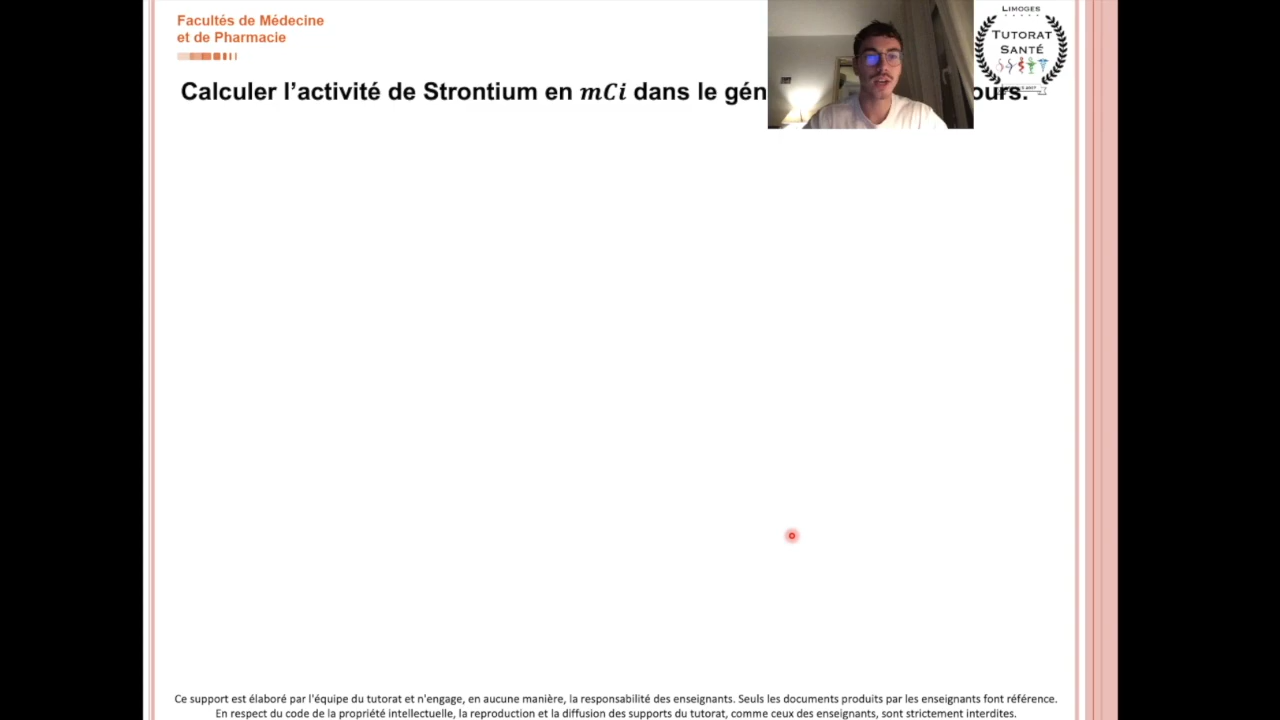 Facultés de Médecine
et de Pharmacie
LIMOGES
TUTORAT
SANTÉ
Calculer l’activité de Strontium en mCi dans le gén ours.
Ce support est élaboré par l'équipe du tutorat et n'engage, en aucune manière, la responsabilité des enseignants. Seuls les documents produits par les enseignants font référence.
En respect du code de la propriété intellectuelle, la reproduction et la diffusion des supports du tutorat, comme ceux des enseignants, sont strictement interdites.